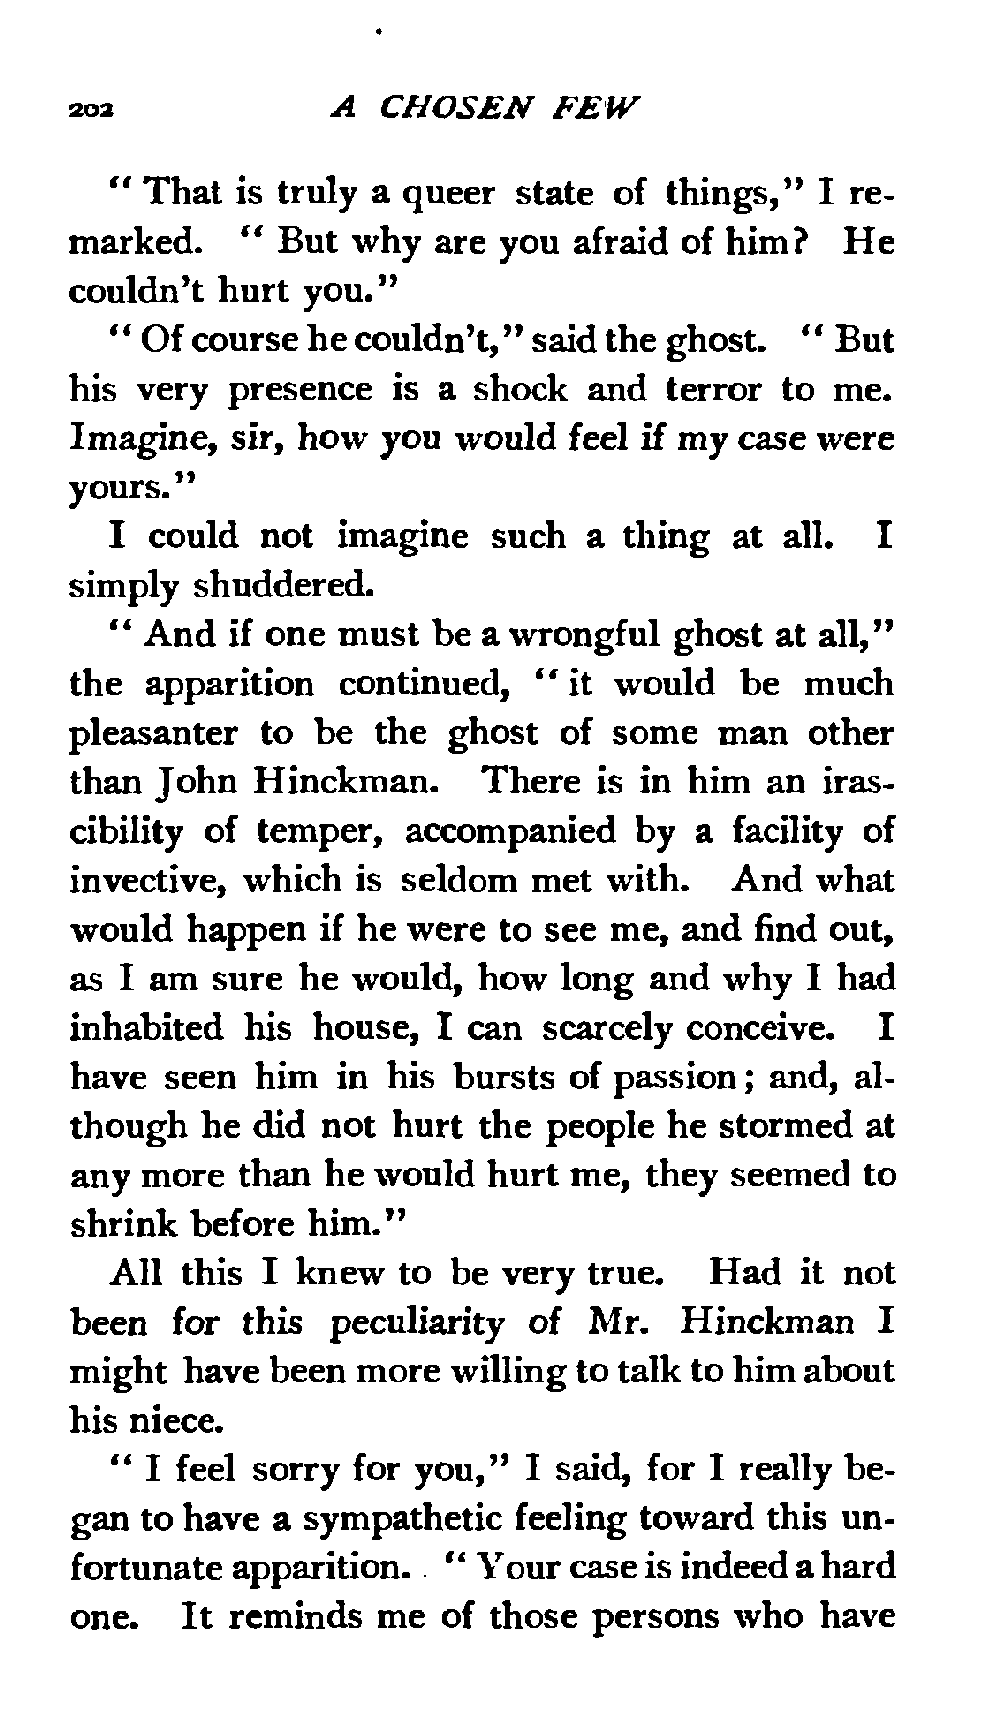 202 A CHOSEN FEW
“ That is truly a queer state of things,” I re-
marked. “ But why are you afraid of him? He
couldn’t hurt you.”
“ Of course he couldn’t,” said the ghost. “ But
his very presence is a shock and terror to me.
Imagine, sir, how you would feel if my case were
yours.”
I could not imagine such a thing at all. I
simply shuddered.
“ And if one must be a wrongful ghost at all,”
the apparition continued, “ it would be much
pleasanter to be the ghost of some man other
than John Hinckman. There is in him an iras-
cibility of temper, accompanied by a facility of
invective, which is seldom met with. And what
would happen if he were to see me, and find out,
as I am sure he would, how long and why I had
inhabited his house, I can scarcely conceive. I
have seen him in his bursts of passion; and, al-
though he did not hurt the people he stormed at
any more than he would hurt me, they seemed to
shrink before him.”
All this I knew to be very true. Had it not
been for this peculiarity of Mr. Hinckman I
might have been more willing to talk to him about
his niece.
“ I feel sorry for you,” I said, for I really be-
gan to have a sympathetic feeling toward this un-
fortunate apparition. “ Your case is indeed a hard
one. It reminds me of those persons who have